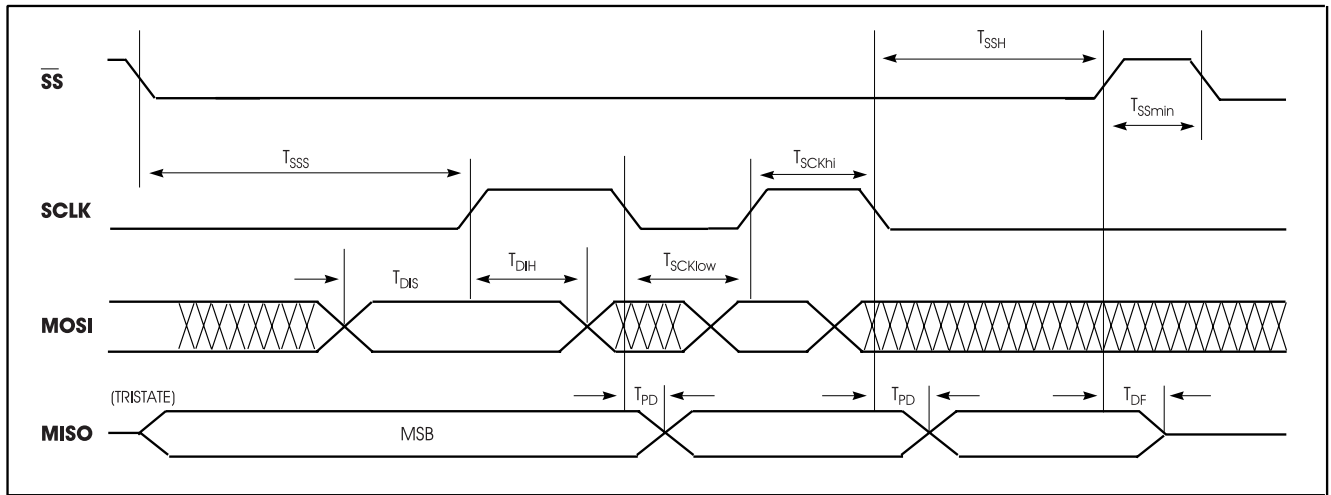 T_SSH
SS
T_SSmin
T_SSS
T_SCKhi
SCLK
T_DIS
T_DIH
T_SCKlow
MOSI
(TRISTATE)
T_PD
T_PD
T_DF
MISO
MSB